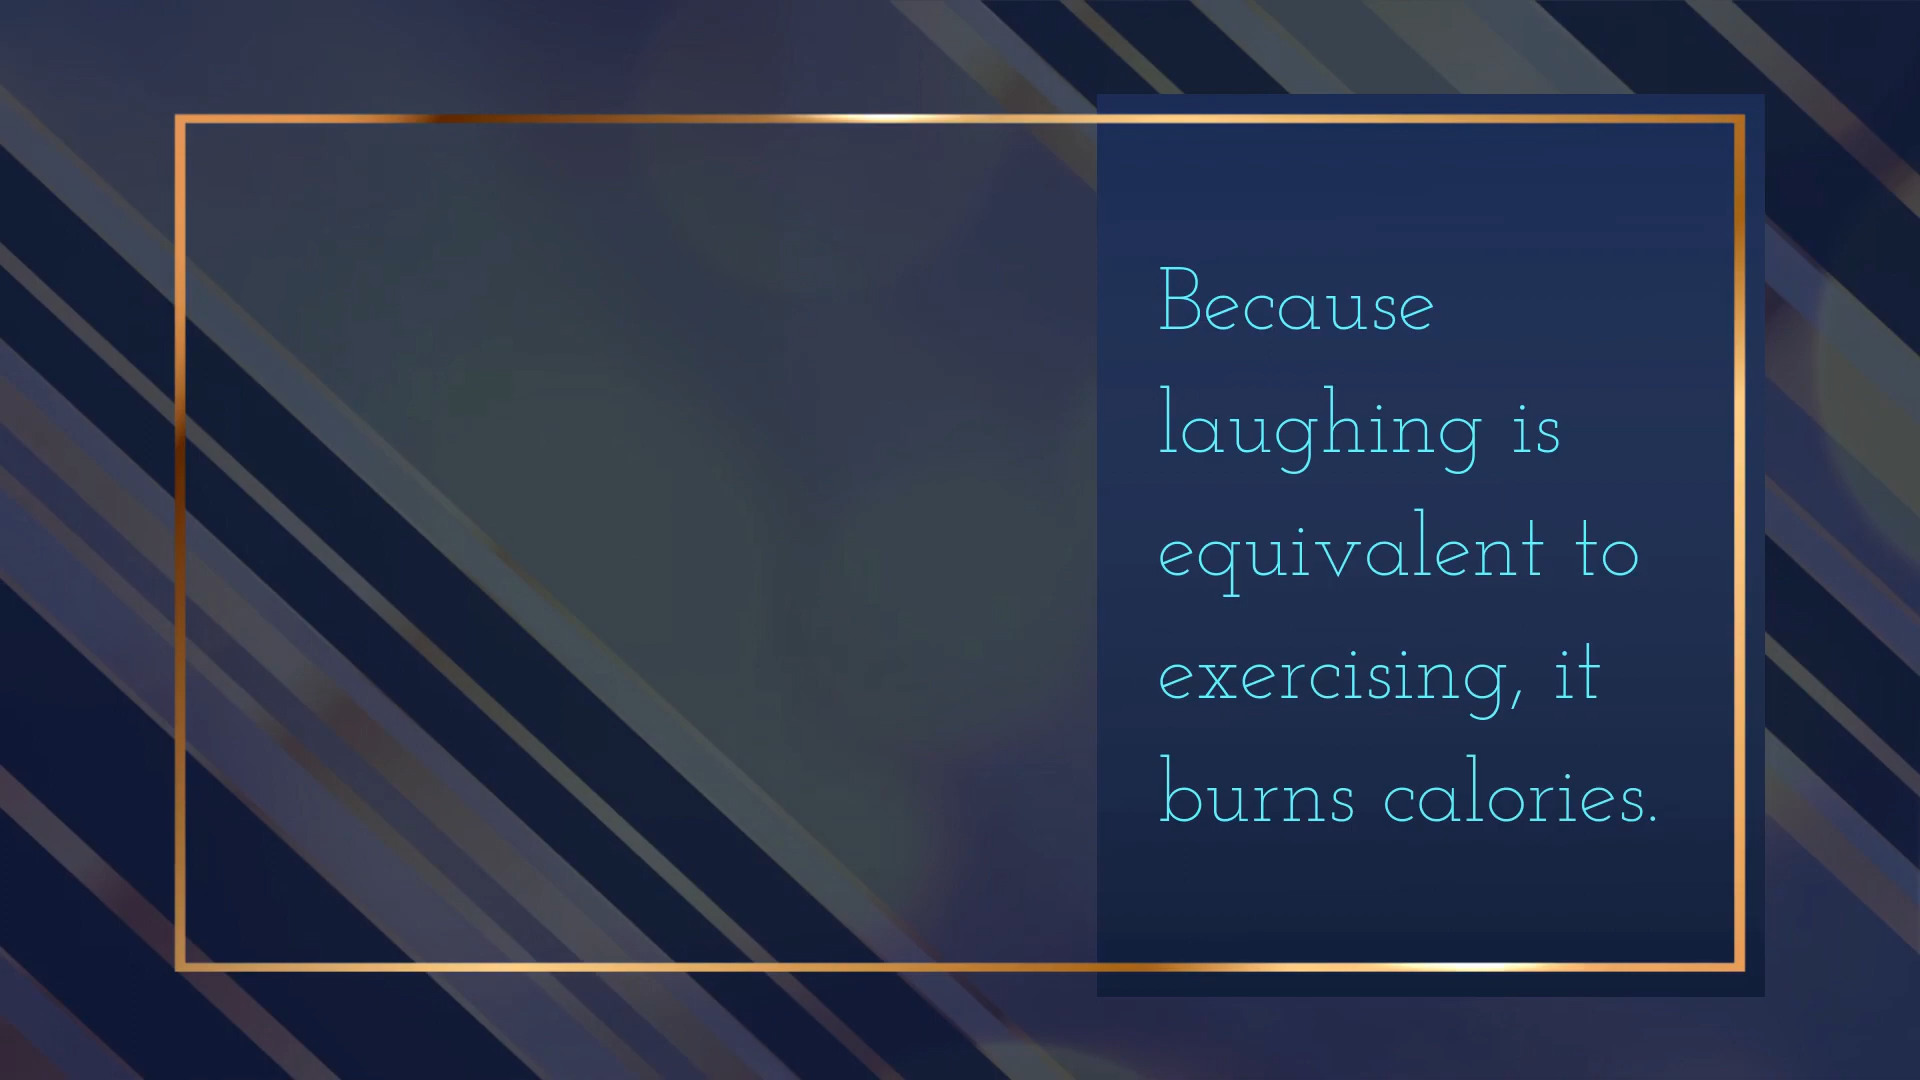 Because
laughing is
equivalent to
exercising, it
burns calories.